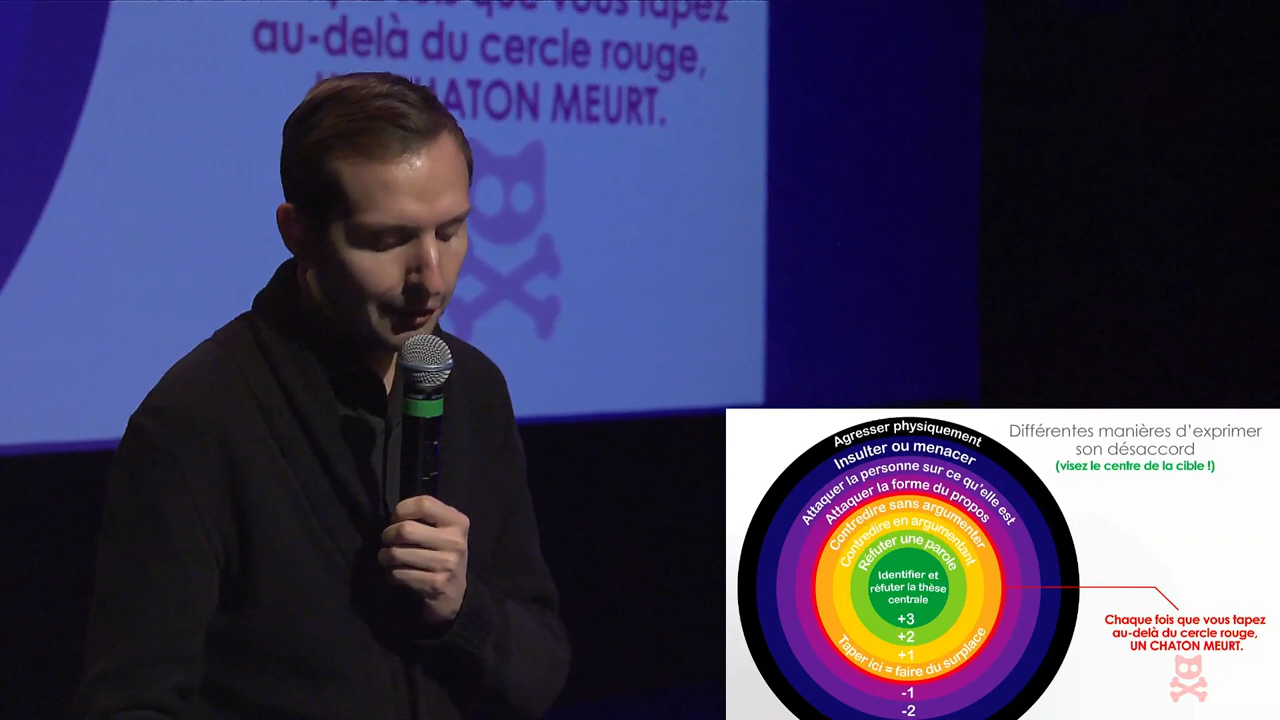 que vous tapez
au-delà du cercle rouge,
CHATON MEURT.
Agresser physiquement
Insulter ou menacer
Attaquer la personne sur ce qu'elle est
Attaquer la forme du propos
Contredire sans argumenter
Contredire en argumentant
Réfuter une parole
Identifier et
réfuter la thèse
centrale
+3
+2
+1
Taper ici = faire du surplace
-1
-2
Différentes manières d'exprimer
son désaccord
(visez le centre de la cible !)
Chaque fois que vous tapez
au-delà du cercle rouge,
UN CHATON MEURT.